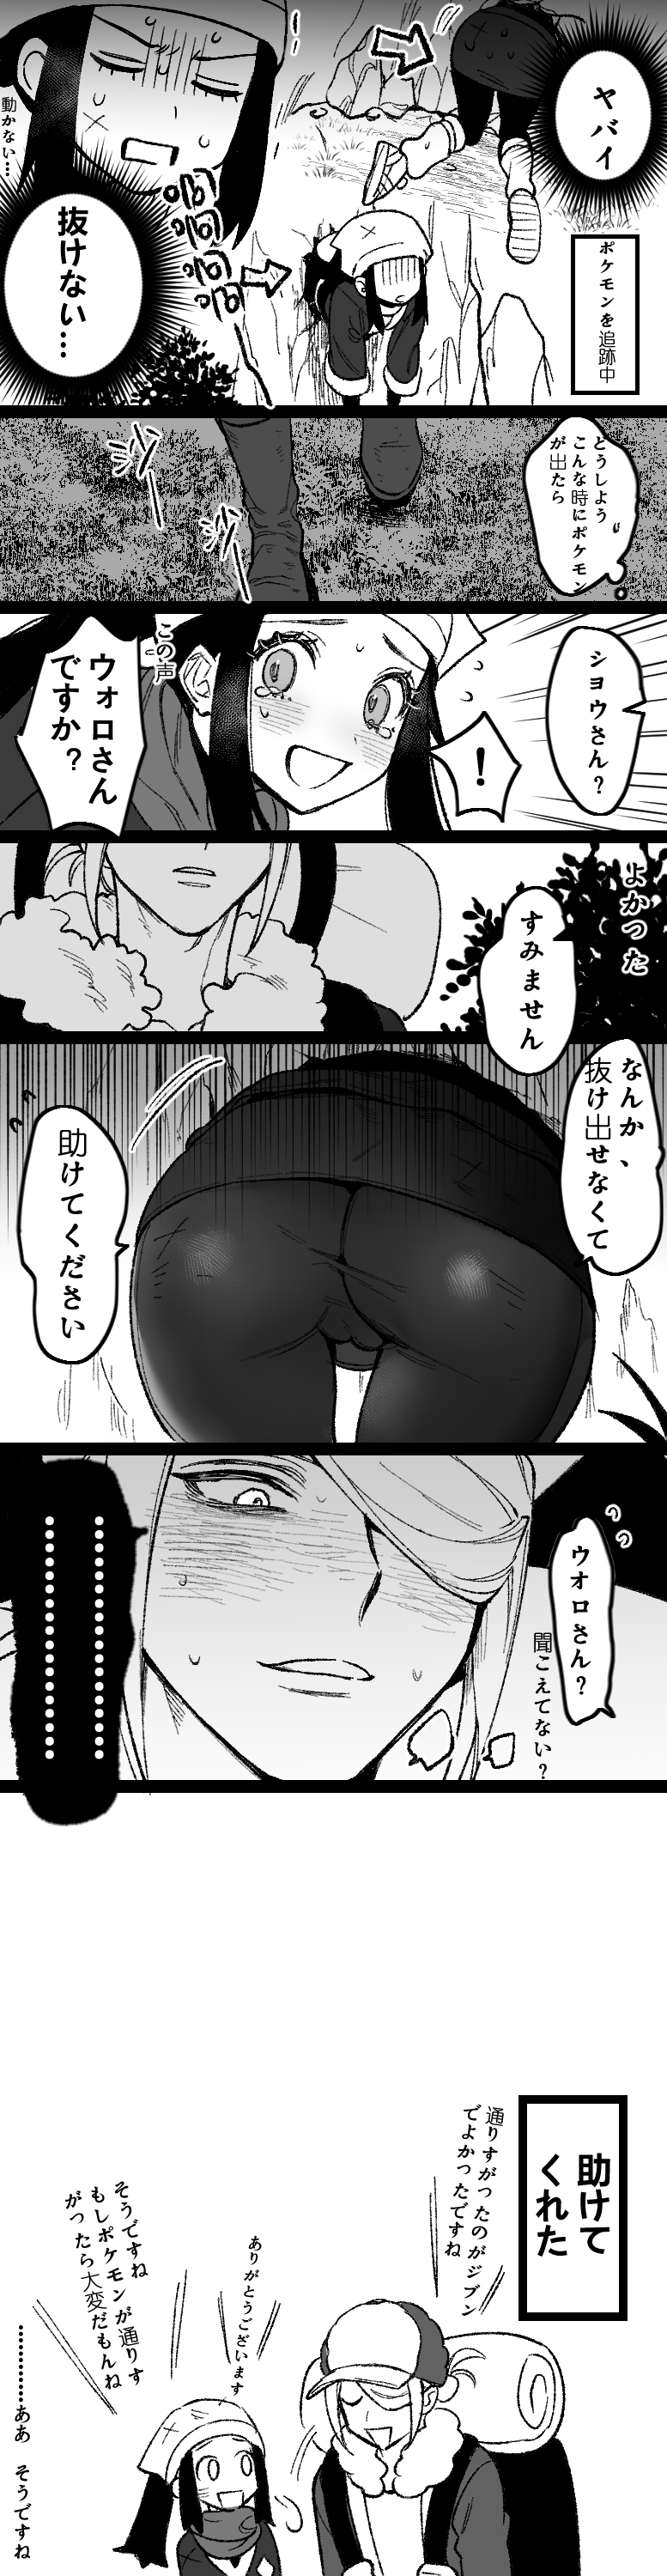 ヤバイ
ポケモンを追跡中
動かない…
抜けない…
どうしよう
こんな時にポケモン
が出たら
シヨウさん?
!
この声
ウォロさん
ですか?
よかった
すみません
なんか、
抜け出せなくて
助けてください
ウオロさん?
聞こえてない?
助けて
くれた
通りすがったのがジブン
でよかったですね
ありがとうございます
そうですね
もしポケモンが通りす
がったら大変だもんね
…………ああ そうですね